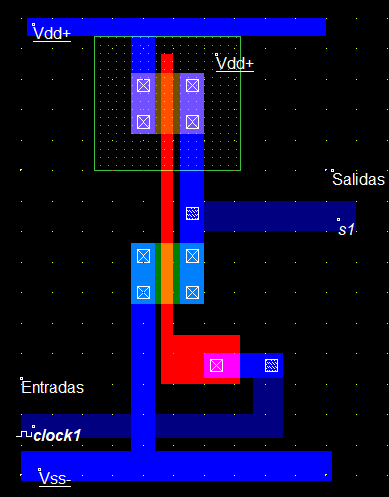 Vdd+
Vdd+
Salidas
s1
Entradas
clock1
Vss-